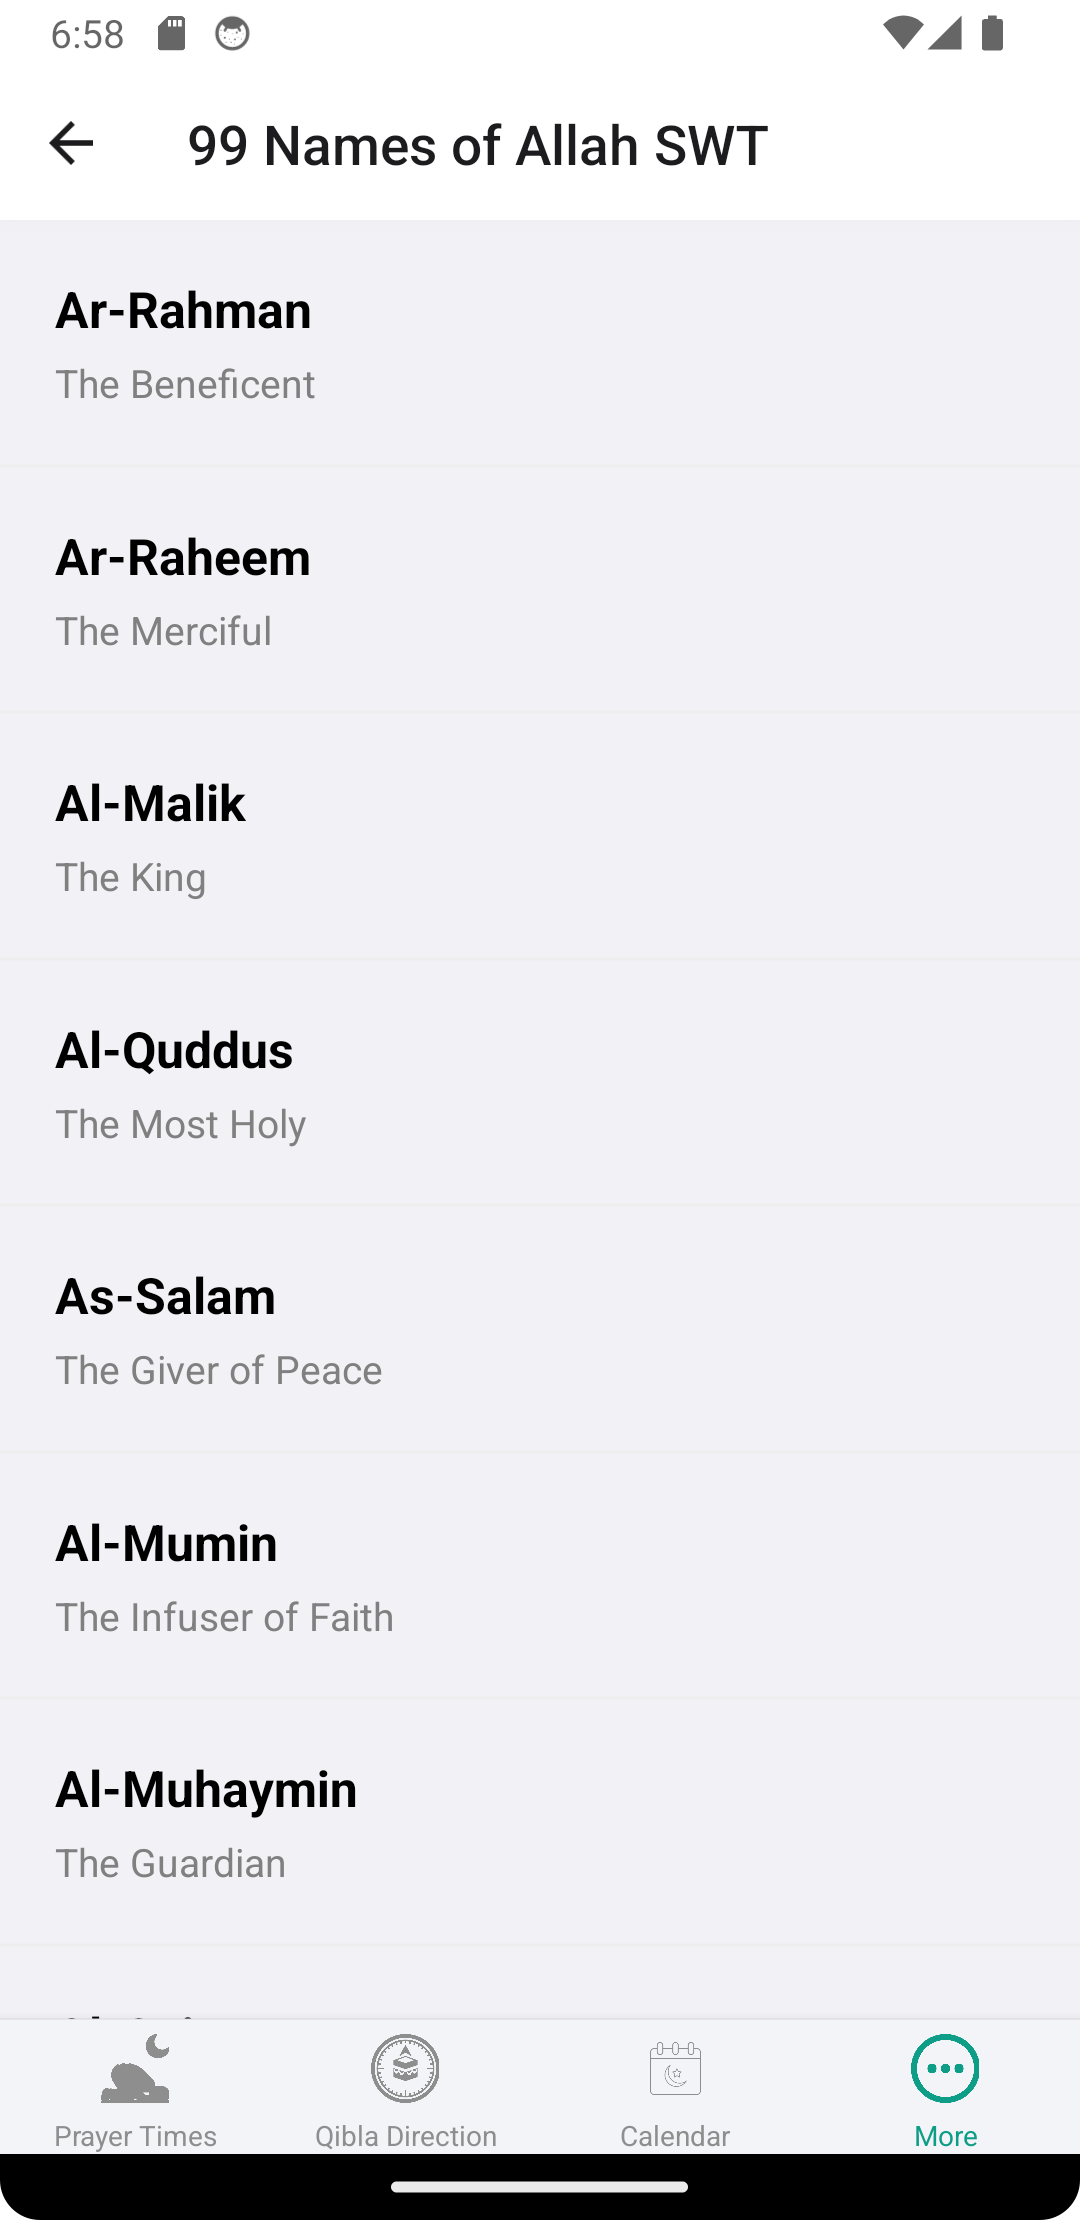 6:58
99 Names of Allah SWT
Ar-Rahman
The Beneficent
Ar-Raheem
The Merciful
Al-Malik
The King
Al-Quddus
The Most Holy
As-Salam
The Giver of Peace
Al-Mumin
The Infuser of Faith
Al-Muhaymin
The Guardian
Prayer Times
Qibla Direction
Calendar
More